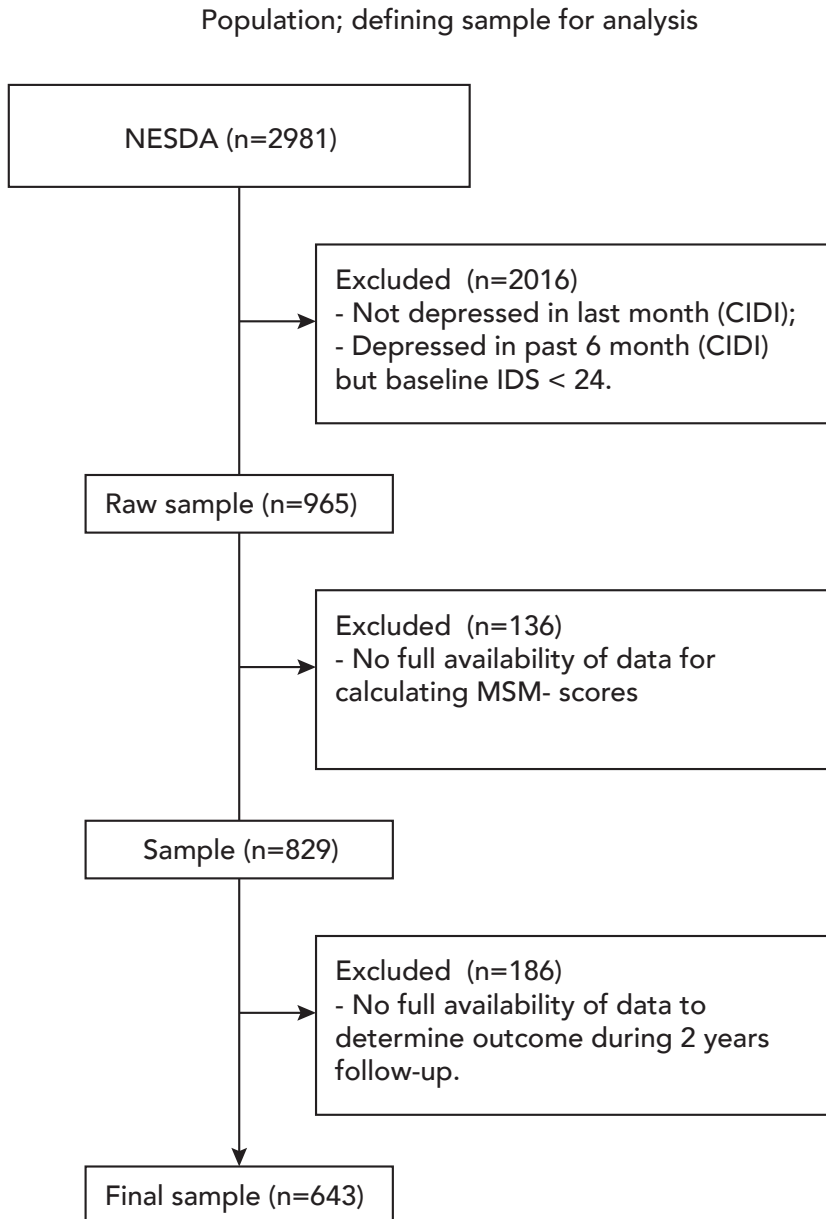 Population; defining sample for analysis
NESDA (n=2981)
Excluded (n=2016)
- Not depressed in last month (CIDI);
- Depressed in past 6 month (CIDI)
but baseline IDS < 24.
Raw sample (n=965)
Excluded (n=136)
- No full availability of data for
calculating MSM- scores
Sample (n=829)
Excluded (n=186)
- No full availability of data to
determine outcome during 2 years
follow-up.
Final sample (n=643)